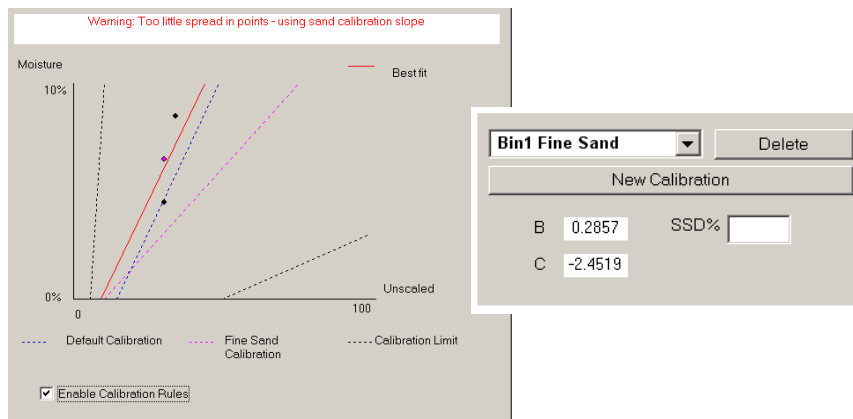 Warning: Too little spread in points - using sand calibration slope
Moisture
Best fit
10%
0%
0
100
Unscaled
Default Calibration
Fine Sand
Calibration
Calibration Limit
Enable Calibration Rules
Bin1 Fine Sand
Delete
New Calibration
B 0.2857 SSD%
C -2.4519